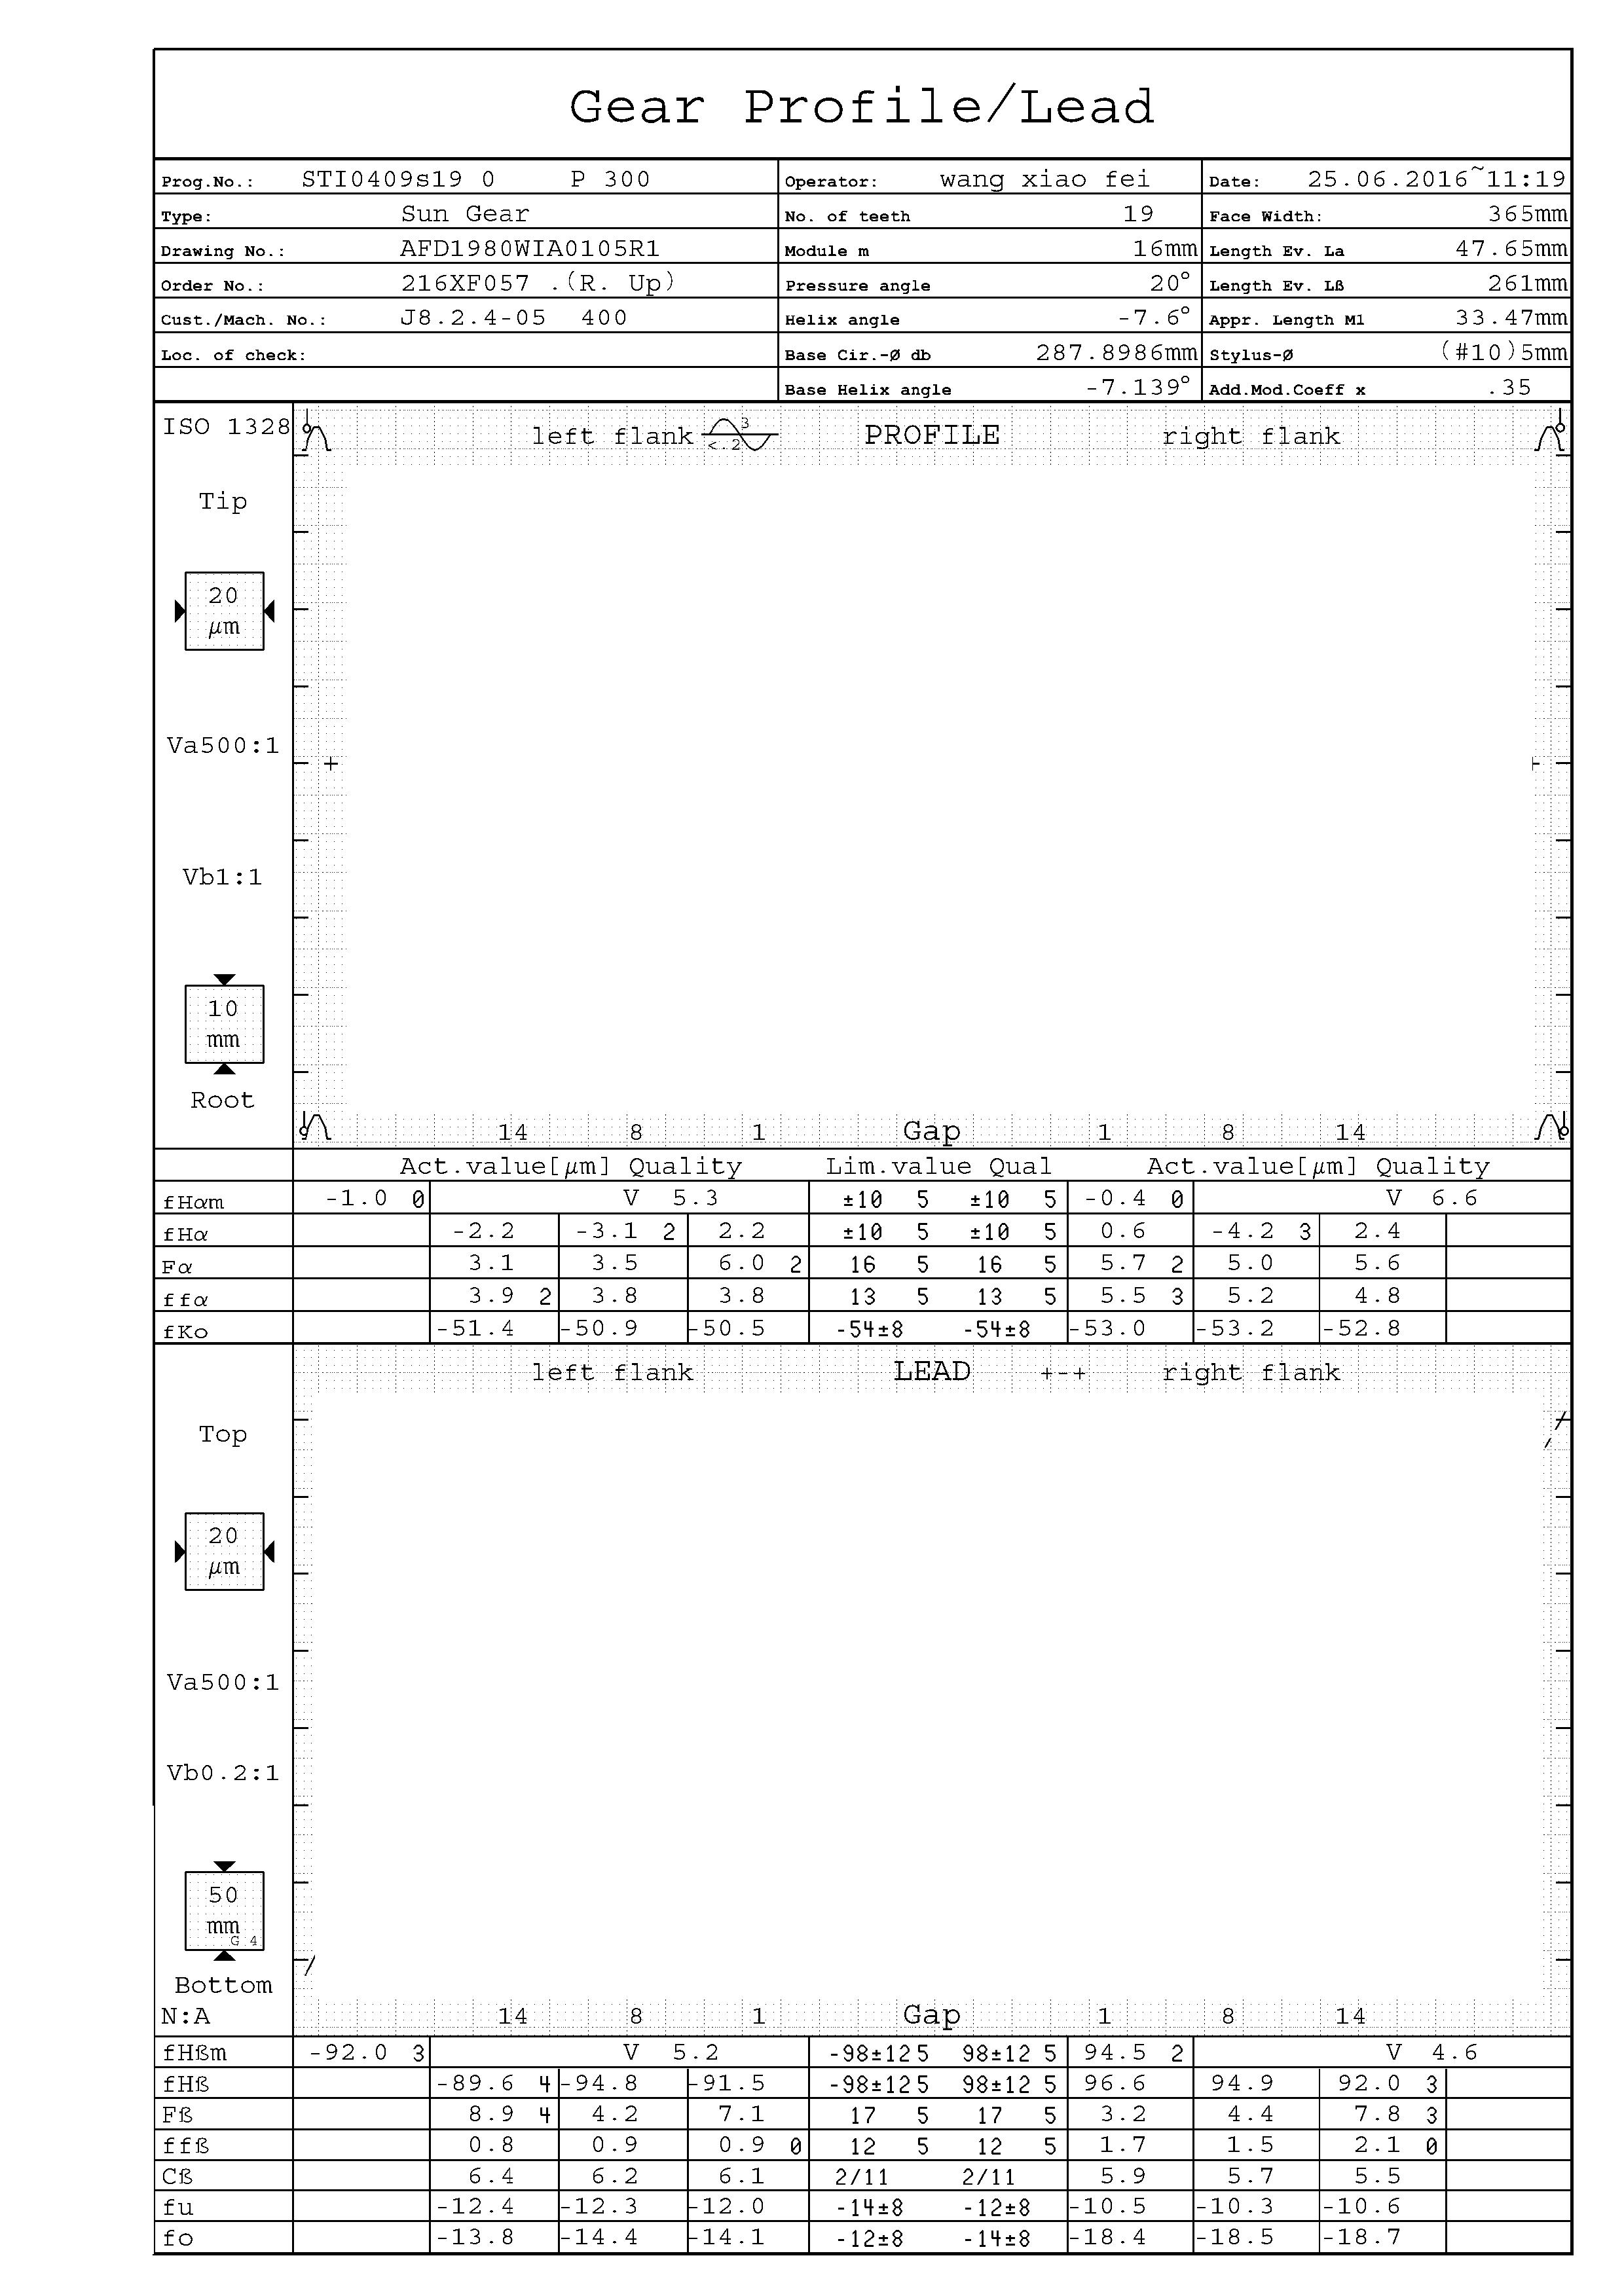 Gear Profile/Lead
Prog.No.: STI0409s19 0 P 300 Operator: wang xiao fei Date: 25.06.2016~11:19
Type: Sun Gear No. of teeth 19 Face Width: 365mm
Drawing No.: AFD1980WIA0105R1 Module m 16mm Length Ev. La 47.65mm
Order No.: 216XF057 .(R. Up) Pressure angle 20° Length Ev. Lß 261mm
Cust./Mach. No.: J8.2.4-05 400 Helix angle -7.6° Appr. Length M1 33.47mm
Loc. of check: Base Cir.-Ø db 287.8986mm Stylus-Ø (#10)5mm
Base Helix angle -7.139° Add.Mod.Coeff x .35
ISO 1328 left flank 3 <.2 PROFILE right flank
Tip
20
µm
Va500:1
Vb1:1
10
mm
Root
14 8 1 Gap 1 8 14
Act.value[µm] Quality Lim.value Qual Act.value[µm] Quality
fHαm -1.0 0 V 5.3 ±10 5 ±10 5 -0.4 0 V 6.6
fHα -2.2 -3.1 2 2.2 ±10 5 ±10 5 0.6 -4.2 3 2.4
Fα 3.1 3.5 6.0 2 16 5 16 5 5.7 2 5.0 5.6
ffα 3.9 2 3.8 3.8 13 5 13 5 5.5 3 5.2 4.8
fKo -51.4 -50.9 -50.5 -54±8 -54±8 -53.0 -53.2 -52.8
left flank LEAD +-+ right flank
Top
20
µm
Va500:1
Vb0.2:1
50
mm
G 4
Bottom
N:A 14 8 1 Gap 1 8 14
fHßm -92.0 3 V 5.2 -98±12 5 98±12 5 94.5 2 V 4.6
fHß -89.6 4 -94.8 -91.5 -98±12 5 98±12 5 96.6 94.9 92.0 3
Fß 8.9 4 4.2 7.1 17 5 17 5 3.2 4.4 7.8 3
ffß 0.8 0.9 0.9 0 12 5 12 5 1.7 1.5 2.1 0
Cß 6.4 6.2 6.1 2/11 2/11 5.9 5.7 5.5
fu -12.4 -12.3 -12.0 -14±8 -12±8 -10.5 -10.3 -10.6
fo -13.8 -14.4 -14.1 -12±8 -14±8 -18.4 -18.5 -18.7